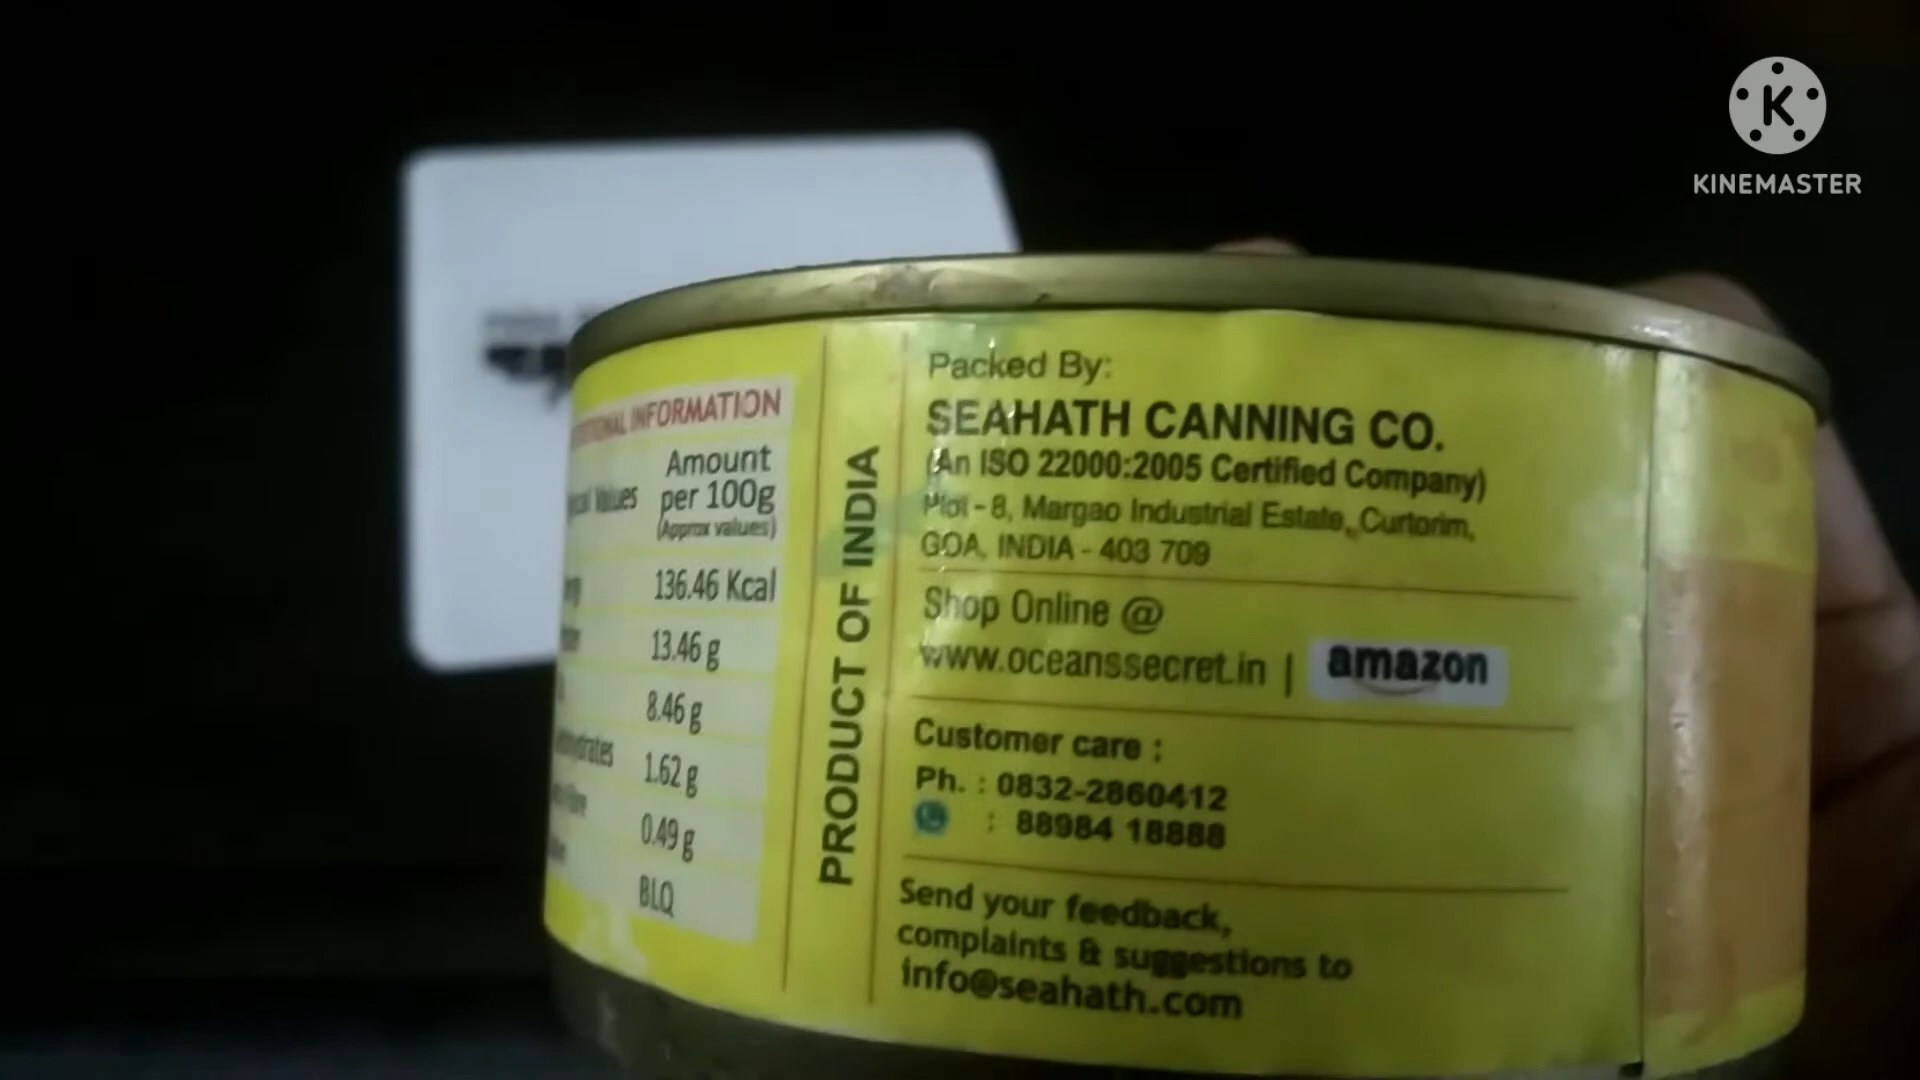 K
KINEMASTER
INFORMATION
Values
Amount
per 100g
(Approx values)
136.46 Kcal
13.46 g
8.46 g
1.62 g
0.49 g
BLQ
PRODUCT OF INDIA
Packed By:
SEAHATH CANNING CO.
(An ISO 22000:2005 Certified Company)
Plot - 8, Margao Industrial Estate, Curtorim,
GOA, INDIA - 403 709
Shop Online @
www.oceanssecret.in | amazon
Customer care :
Ph. : 0832-2860412
: 88984 18888
Send your feedback,
complaints & suggestions to
info@seahath.com